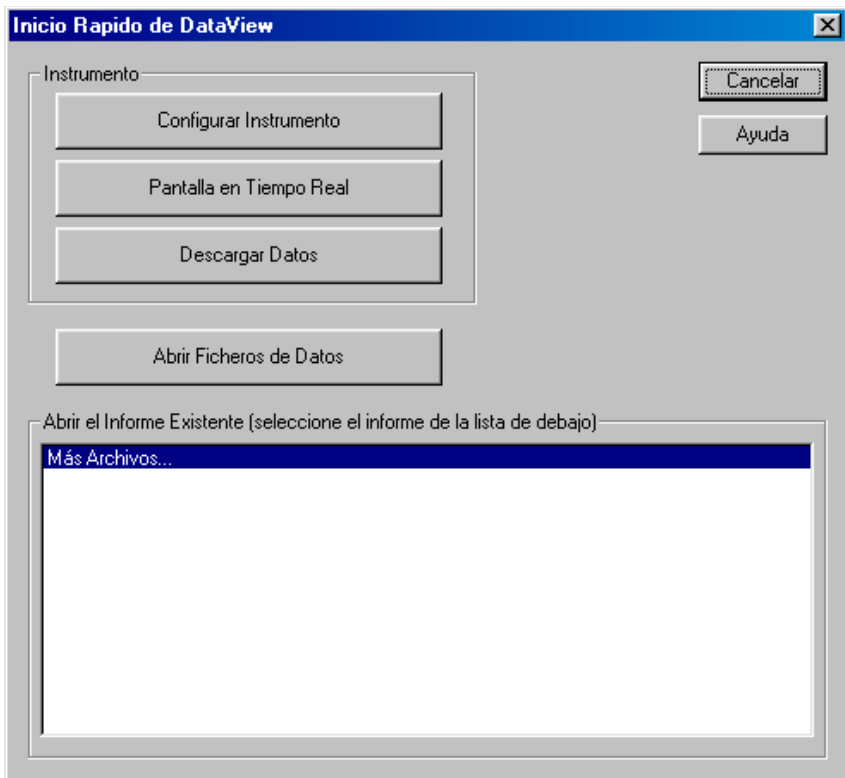 Inicio Rapido de DataView
Instrumento
Configurar Instrumento
Pantalla en Tiempo Real
Descargar Datos
Cancelar
Ayuda
Abrir Ficheros de Datos
Abrir el Informe Existente (seleccione el informe de la lista de debajo)
Más Archivos...